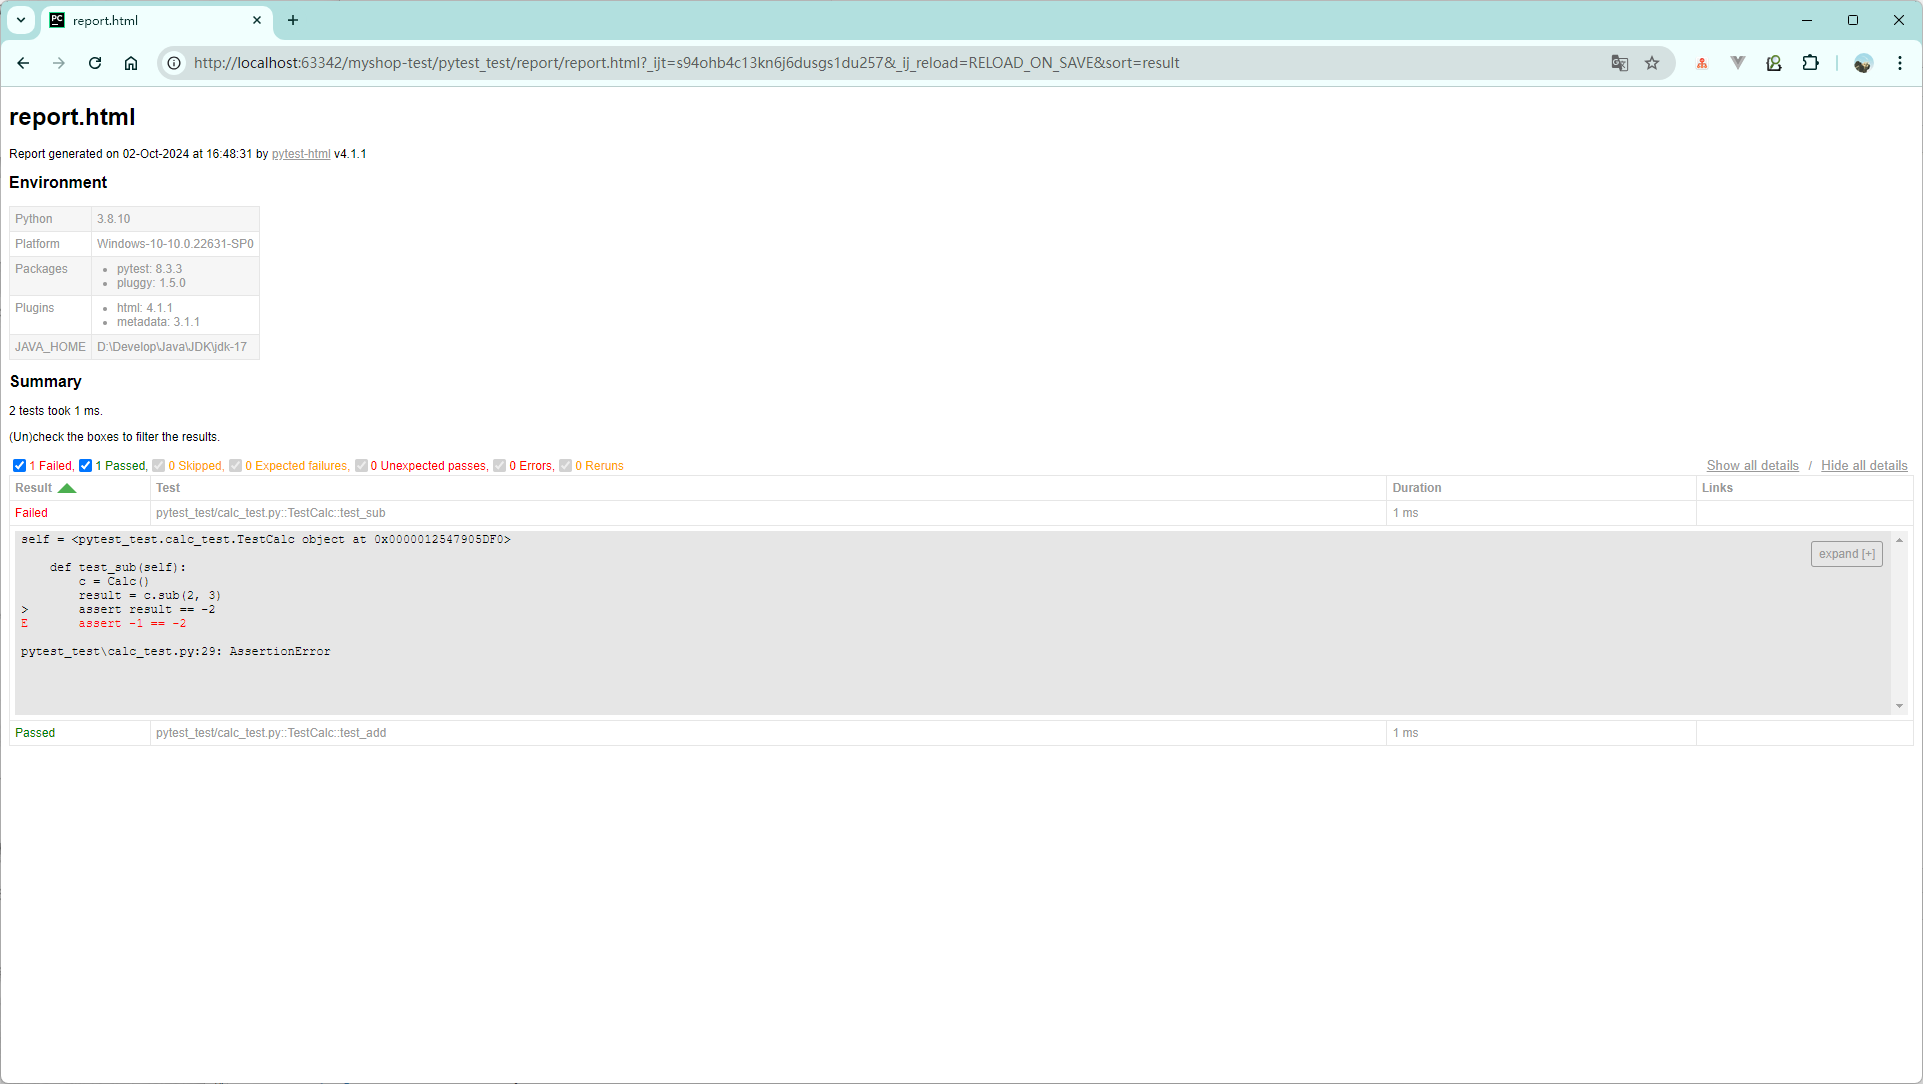 report.html
http://localhost:63342/myshop-test/pytest_test/report/report.html?_ijt=s94ohb4c13kn6j6dusgs1du257&_ij_reload=RELOAD_ON_SAVE&sort=result
report.html
Report generated on 02-Oct-2024 at 16:48:31 by pytest-html v4.1.1
Environment
Python 3.8.10
Platform Windows-10-10.0.22631-SP0
Packages
• pytest: 8.3.3
• pluggy: 1.5.0
Plugins
• html: 4.1.1
• metadata: 3.1.1
JAVA_HOME D:\Develop\Java\JDK\jdk-17
Summary
2 tests took 1 ms.
(Un)check the boxes to filter the results.
1 Failed, 1 Passed, 0 Skipped, 0 Expected failures, 0 Unexpected passes, 0 Errors, 0 Reruns Show all details / Hide all details
Result Test Duration Links
Failed pytest_test/calc_test.py::TestCalc::test_sub 1 ms
self = <pytest_test.calc_test.TestCalc object at 0x0000012547905DF0>
expand [+]
def test_sub(self):
c = Calc()
result = c.sub(2, 3)
> assert result == -2
E assert -1 == -2
pytest_test\calc_test.py:29: AssertionError
Passed pytest_test/calc_test.py::TestCalc::test_add 1 ms